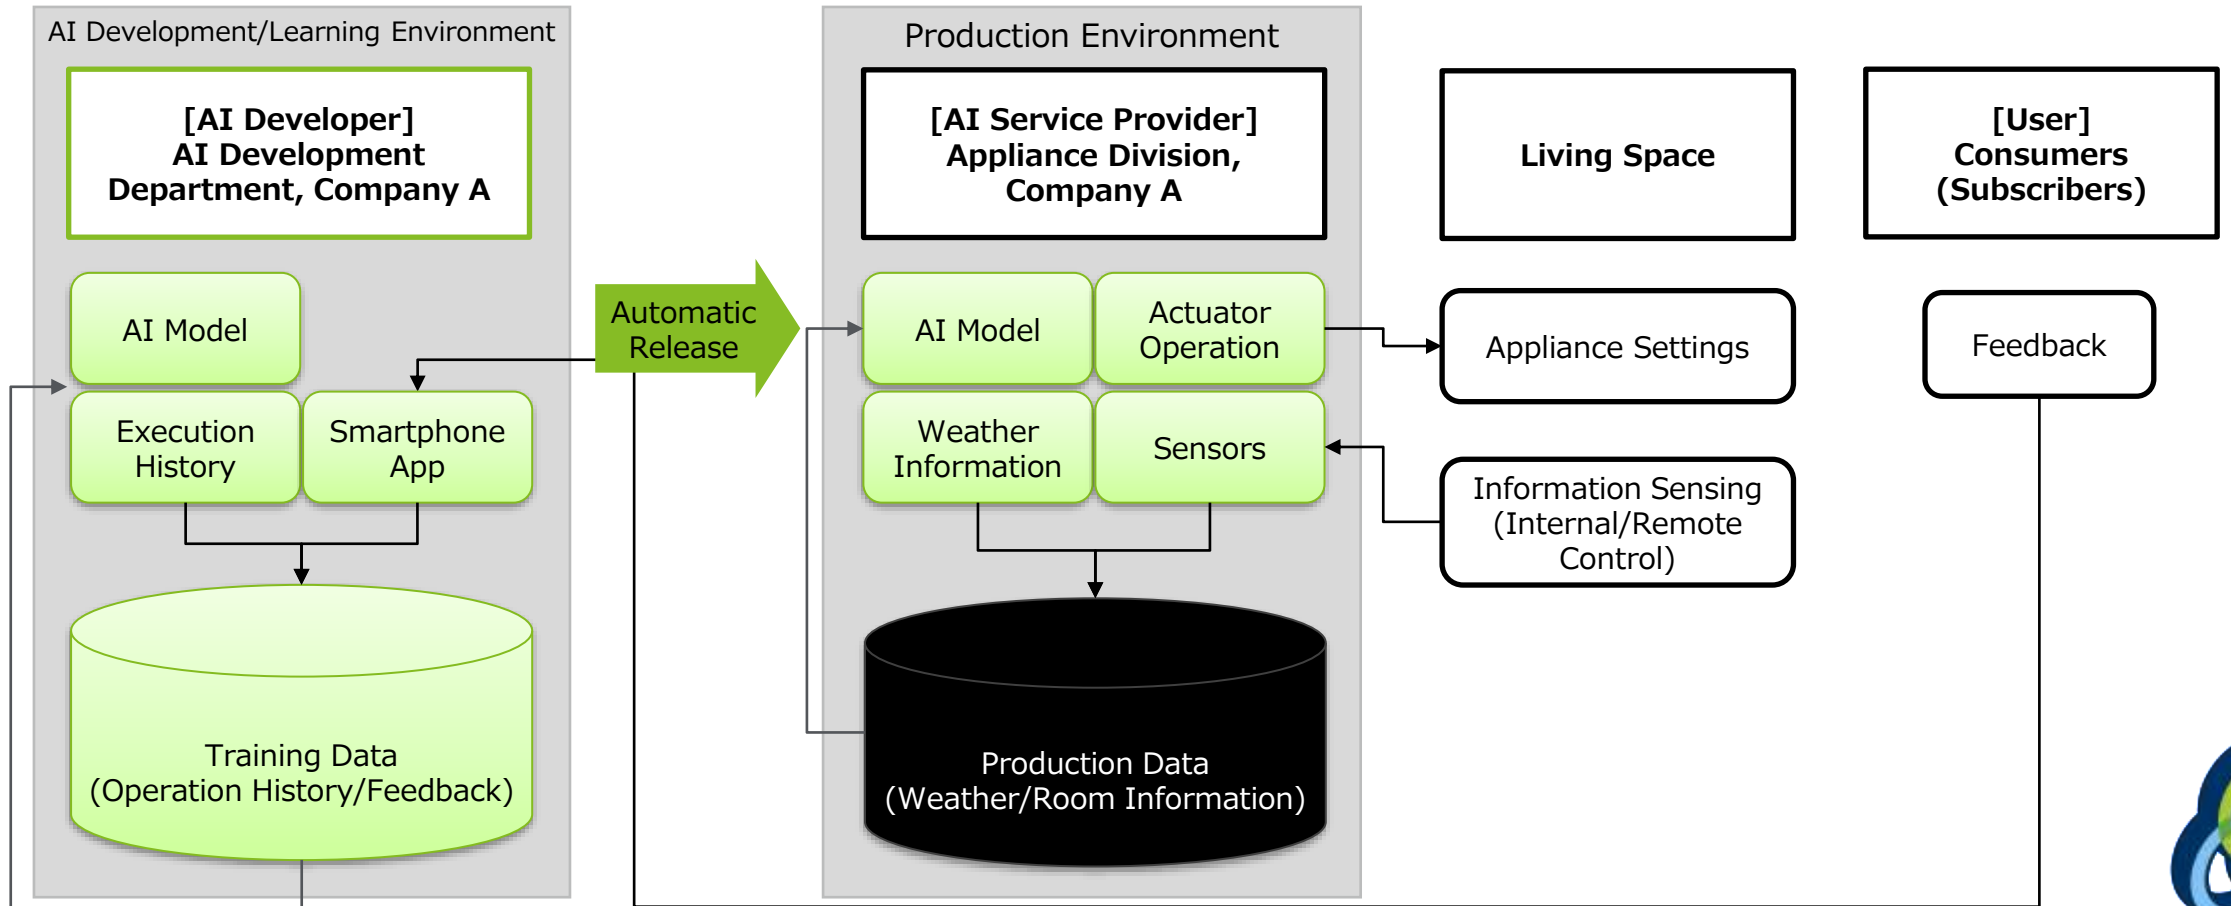 AI Development/Learning Environment
[AI Developer]
AI Development
Department, Company A
AI Model
Execution
History
Smartphone
App
Training Data
(Operation History/Feedback)
Automatic
Release
Production Environment
[AI Service Provider]
Appliance Division,
Company A
AI Model
Actuator
Operation
Weather
Information
Sensors
Production Data
(Weather/Room Information)
Living Space
Appliance Settings
Information Sensing
(Internal/Remote
Control)
[User]
Consumers
(Subscribers)
Feedback